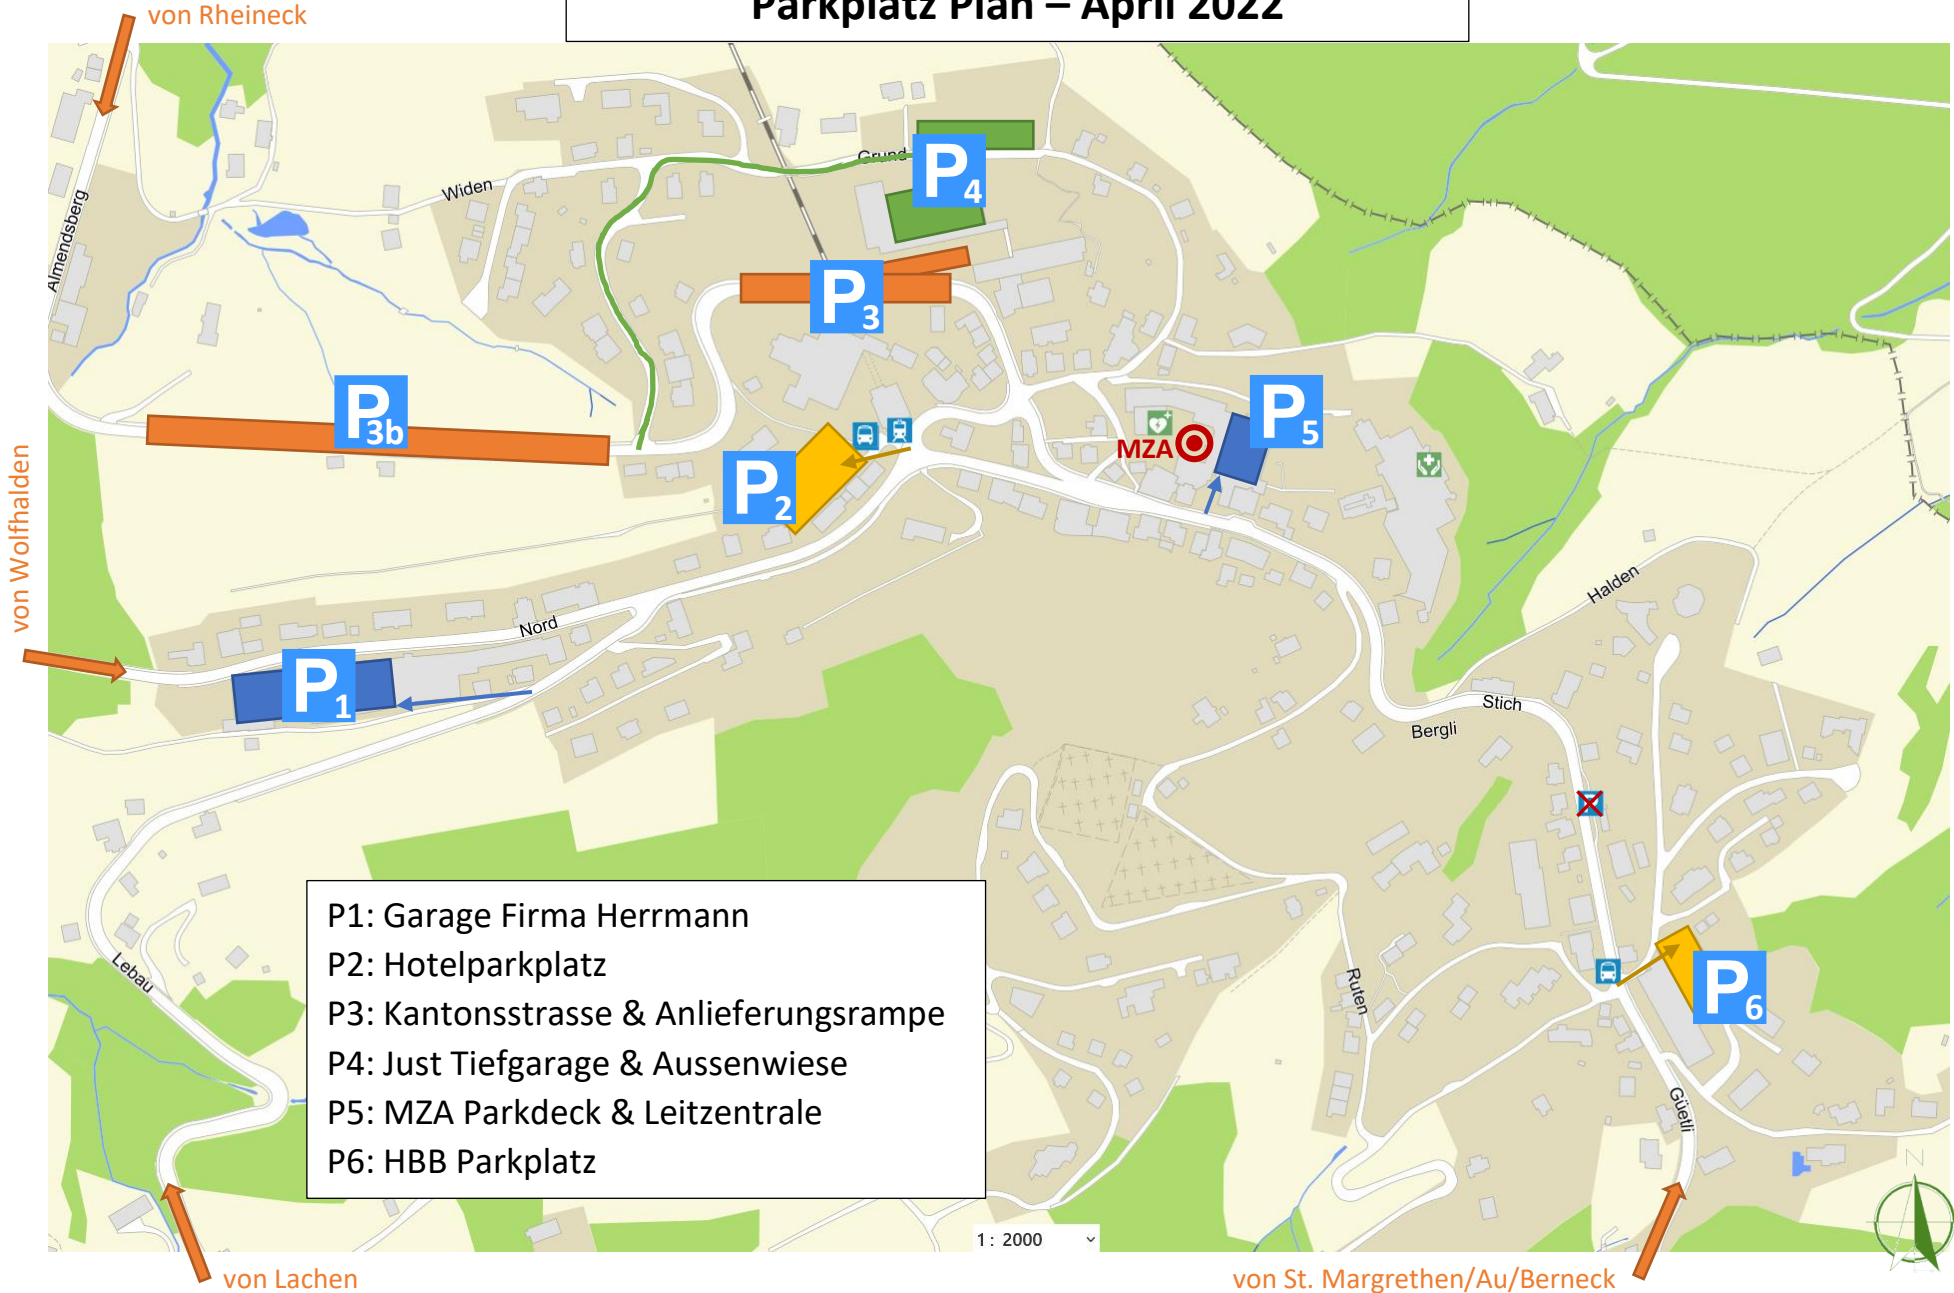 Parkplatz Plan – April 2022
von Rheineck
Grund
P4
Widen
Almendsberg
P3
P3b
P5
MZA
P2
von Wolfhalden
Halden
Nord
P1
Stich
Bergli
P1: Garage Firma Herrmann
P2: Hotelparkplatz
P3: Kantonsstrasse & Anlieferungsrampe
P4: Just Tiefgarage & Aussenwiese
P5: MZA Parkdeck & Leitzentrale
P6: HBB Parkplatz
Lebau
Ruten
P6
Güetli
N
1 : 2000
von Lachen
von St. Margrethen/Au/Berneck